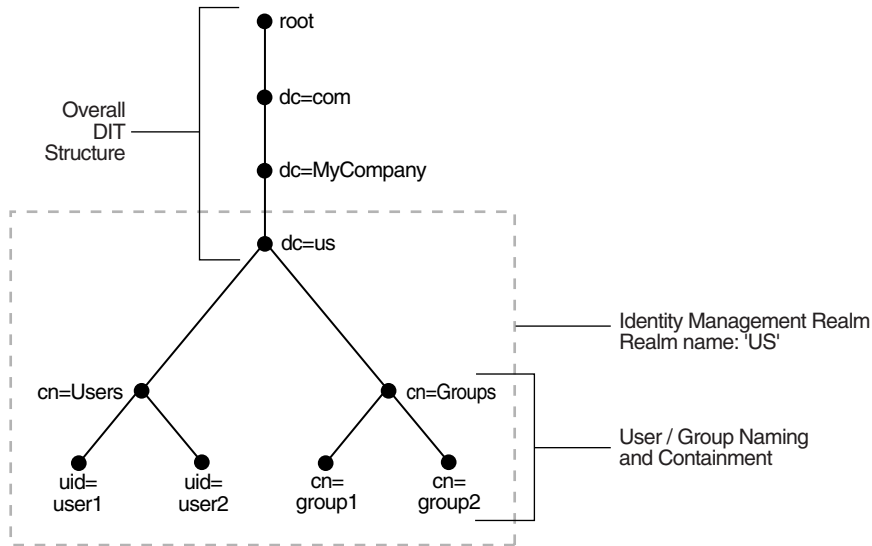 root
dc=com
Overall
DIT
Structure
dc=MyCompany
dc=us
Identity Management Realm
Realm name: 'US'
cn=Users
cn=Groups
User / Group Naming
and Containment
uid=
user1
uid=
user2
cn=
group1
cn=
group2